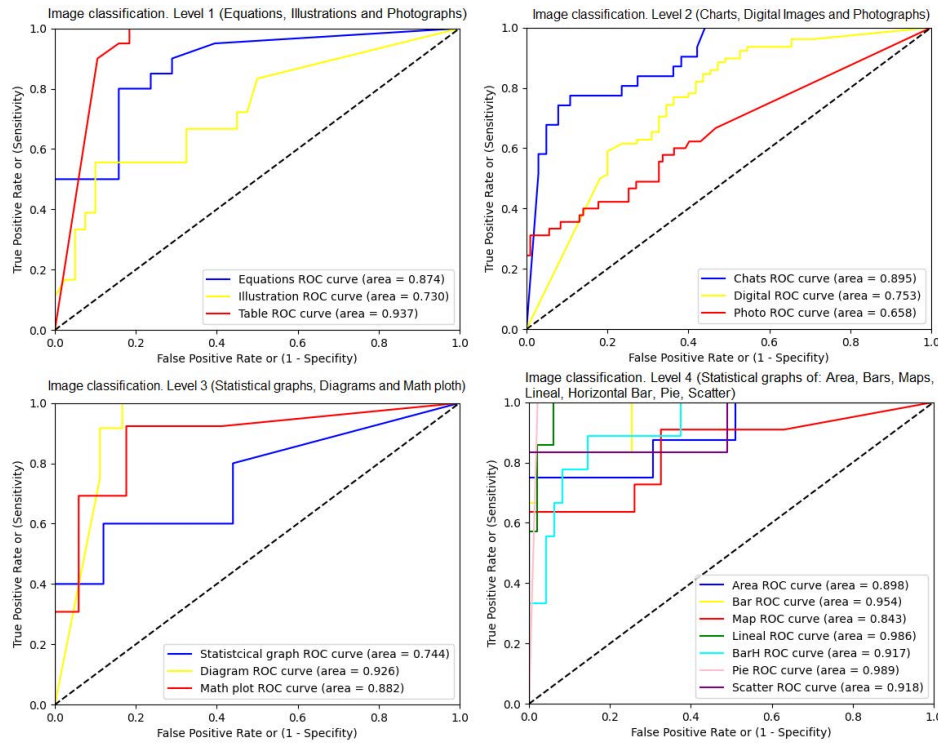 Image classification. Level 1 (Equations, Illustrations and Photographs)
1.0
0.8
0.6
0.4
0.2
0.0
True Positive Rate or (Sensitivity)
Equations ROC curve (area = 0.874)
Illustration ROC curve (area = 0.730)
Table ROC curve (area = 0.937)
0.0 0.2 0.4 0.6 0.8 1.0
False Positive Rate or (1 - Specifity)
Image classification. Level 2 (Charts, Digital Images and Photographs)
1.0
0.8
0.6
0.4
0.2
0.0
True Positive Rate or (Sensitivity)
Chats ROC curve (area = 0.895)
Digital ROC curve (area = 0.753)
Photo ROC curve (area = 0.658)
0.0 0.2 0.4 0.6 0.8 1.0
False Positive Rate or (1 - Specifity)
Image classification. Level 3 (Statistical graphs, Diagrams and Math ploth)
1.0
0.8
0.6
0.4
0.2
0.0
True Positive Rate or (Sensitivity)
Statistcical graph ROC curve (area = 0.744)
Diagram ROC curve (area = 0.926)
Math plot ROC curve (area = 0.882)
0.0 0.2 0.4 0.6 0.8 1.0
False Positive Rate or (1 - Specifity)
Image classification. Level 4 (Statistical graphs of: Area, Bars, Maps,
Lineal, Horizontal Bar, Pie, Scatter)
1.0
0.8
0.6
0.4
0.2
0.0
True Positive Rate or (Sensitivity)
Area ROC curve (area = 0.898)
Bar ROC curve (area = 0.954)
Map ROC curve (area = 0.843)
Lineal ROC curve (area = 0.986)
BarH ROC curve (area = 0.917)
Pie ROC curve (area = 0.989)
Scatter ROC curve (area = 0.918)
0.0 0.2 0.4 0.6 0.8 1.0
False Positive Rate or (1 - Specifity)